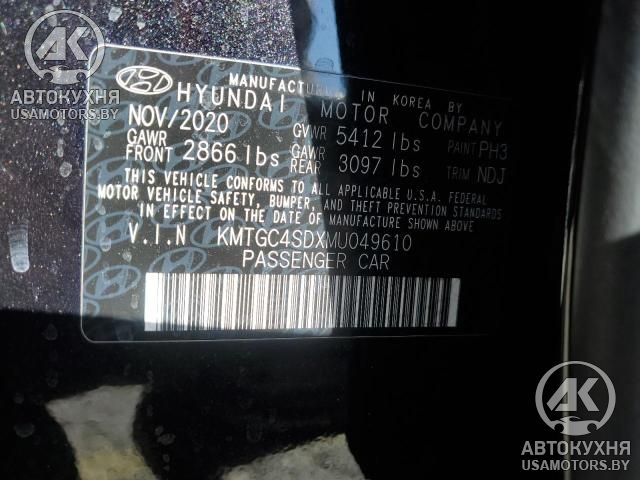 AK
АВТОКУХНЯ
USAMOTORS.BY
MANUFACTURED IN KOREA BY
HYUNDAI MOTOR COMPANY
NOV/2020 GVWR 5412 lbs PAINT PH3
GAWR FRONT 2866 lbs GAWR REAR 3097 lbs TRIM NDJ
THIS VEHICLE CONFORMS TO ALL APPLICABLE U.S.A. FEDERAL
MOTOR VEHICLE SAFETY, BUMPER, AND THEFT PREVENTION STANDARDS
IN EFFECT ON THE DATE OF MANUFACTURE SHOWN ABOVE.
V.I.N KMTGC4SDXMU049610
PASSENGER CAR
AK
АВТОКУХНЯ
USAMOTORS.BY